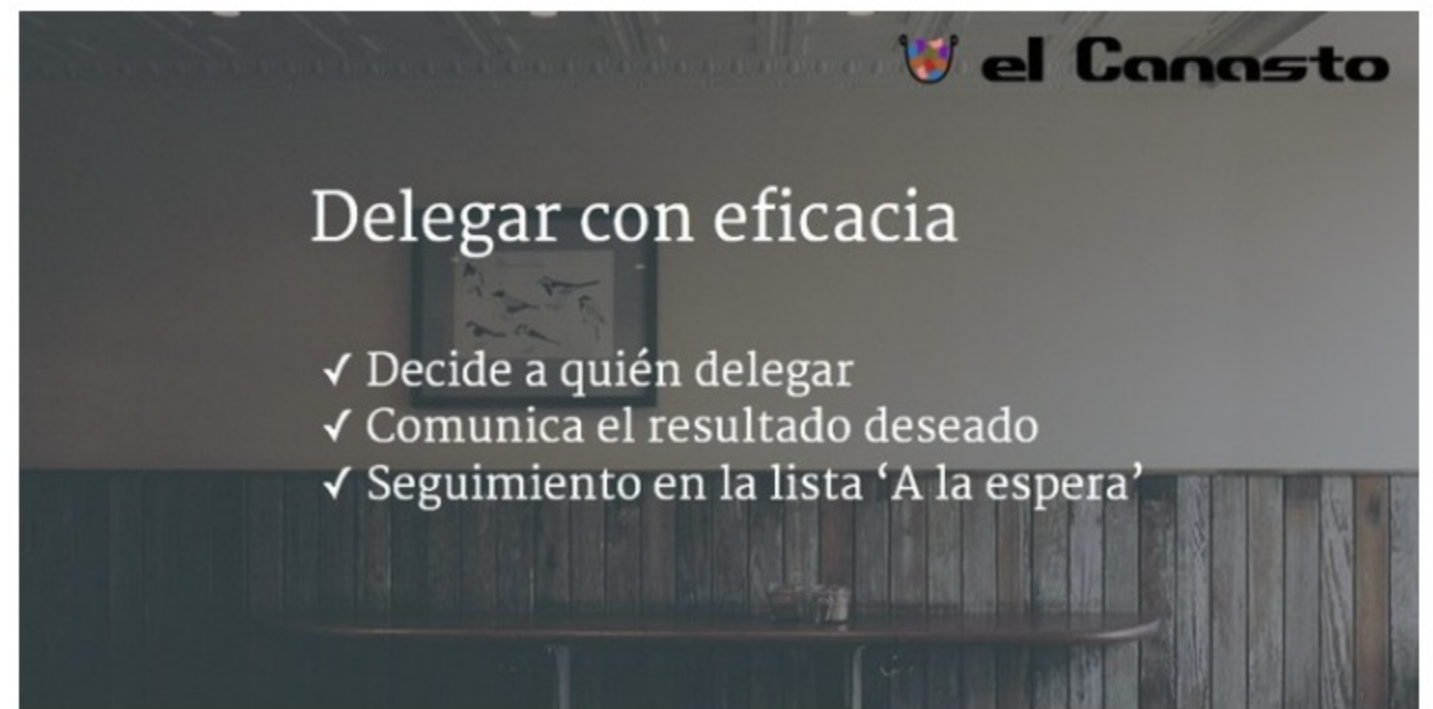 el Canasto
Delegar con eficacia
✓ Decide a quién delegar
✓ Comunica el resultado deseado
✓ Seguimiento en la lista ‘A la espera’